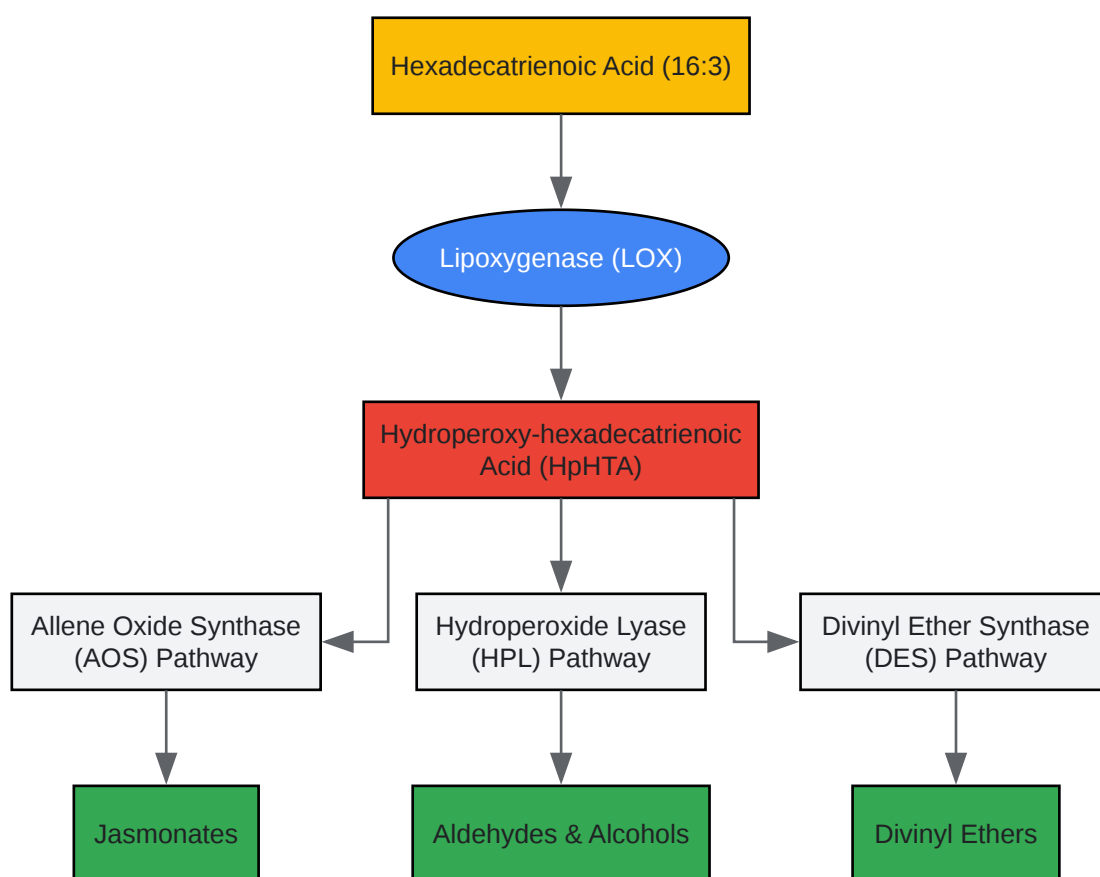 Hexadecatrienoic Acid (16:3)
Lipoxygenase (LOX)
Hydroperoxy-hexadecatrienoic
Acid (HpHTA)
Allene Oxide Synthase
(AOS) Pathway
Hydroperoxide Lyase
(HPL) Pathway
Divinyl Ether Synthase
(DES) Pathway
Jasmonates
Aldehydes & Alcohols
Divinyl Ethers